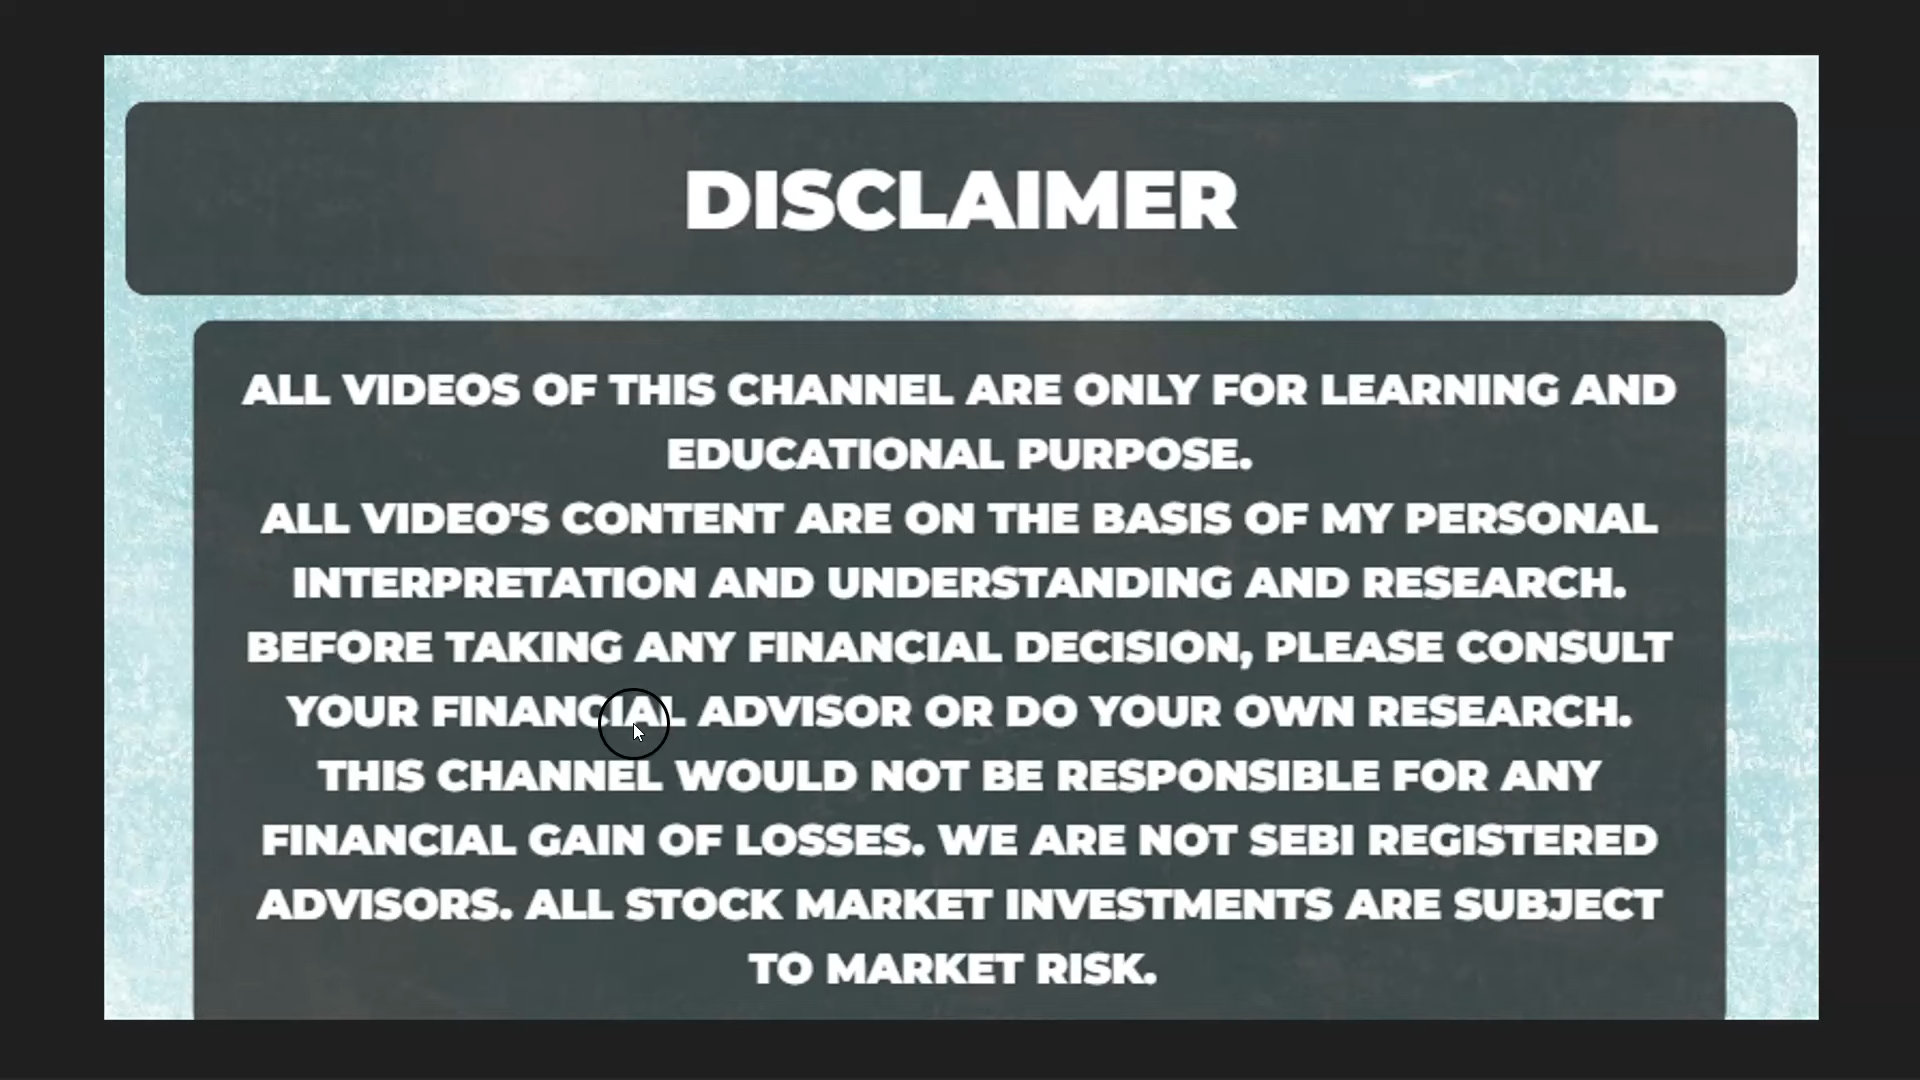 DISCLAIMER
ALL VIDEOS OF THIS CHANNEL ARE ONLY FOR LEARNING AND
EDUCATIONAL PURPOSE.
ALL VIDEO'S CONTENT ARE ON THE BASIS OF MY PERSONAL
INTERPRETATION AND UNDERSTANDING AND RESEARCH.
BEFORE TAKING ANY FINANCIAL DECISION, PLEASE CONSULT
YOUR FINANCIAL ADVISOR OR DO YOUR OWN RESEARCH.
THIS CHANNEL WOULD NOT BE RESPONSIBLE FOR ANY
FINANCIAL GAIN OF LOSSES. WE ARE NOT SEBI REGISTERED
ADVISORS. ALL STOCK MARKET INVESTMENTS ARE SUBJECT
TO MARKET RISK.